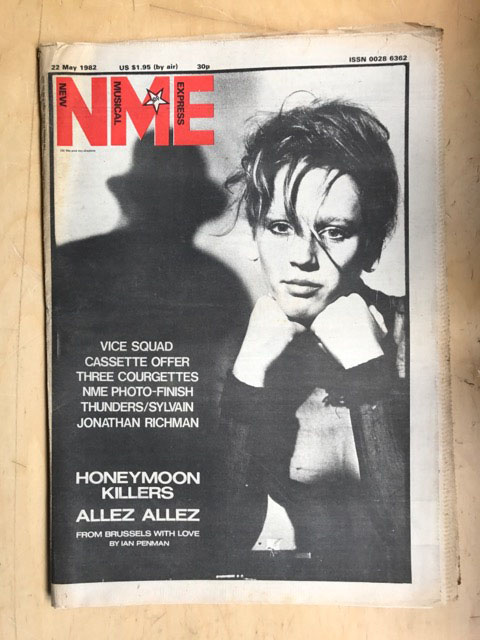 22 May 1982 US $1.95 (by air) 30p ISSN 0028 6362
NEW MUSICAL EXPRESS
NME
VICE SQUAD
CASSETTE OFFER
THREE COURGETTES
NME PHOTO-FINISH
THUNDERS/SYLVAIN
JONATHAN RICHMAN
HONEYMOON
KILLERS
ALLEZ ALLEZ
FROM BRUSSELS WITH LOVE
BY IAN PENMAN